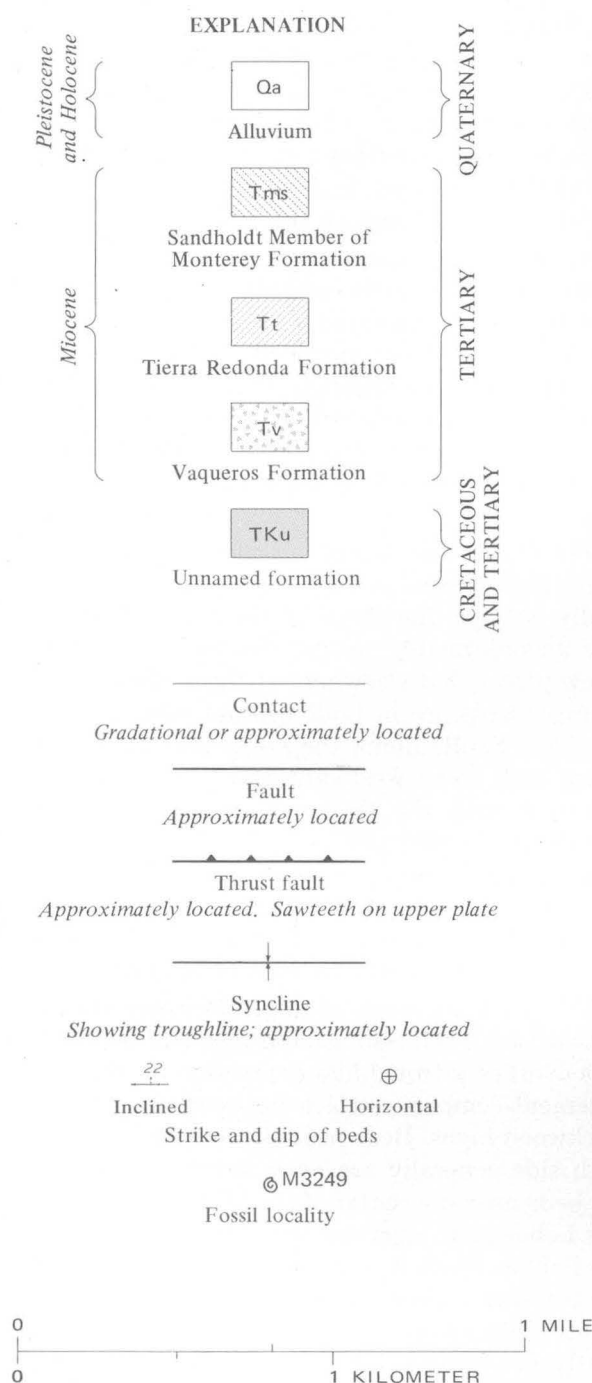 EXPLANATION
Pleistocene
and Holocene
Qa
Alluvium
QUATERNARY
Miocene
Tms
Sandholdt Member of
Monterey Formation
Tt
Tierra Redonda Formation
Tv
Vaqueros Formation
TERTIARY
TKu
Unnamed formation
CRETACEOUS
AND TERTIARY
Contact
Gradational or approximately located
Fault
Approximately located
Thrust fault
Approximately located. Sawteeth on upper plate
Syncline
Showing troughline; approximately located
22
Inclined
Horizontal
Strike and dip of beds
M3249
Fossil locality
0 1 MILE
0 1 KILOMETER